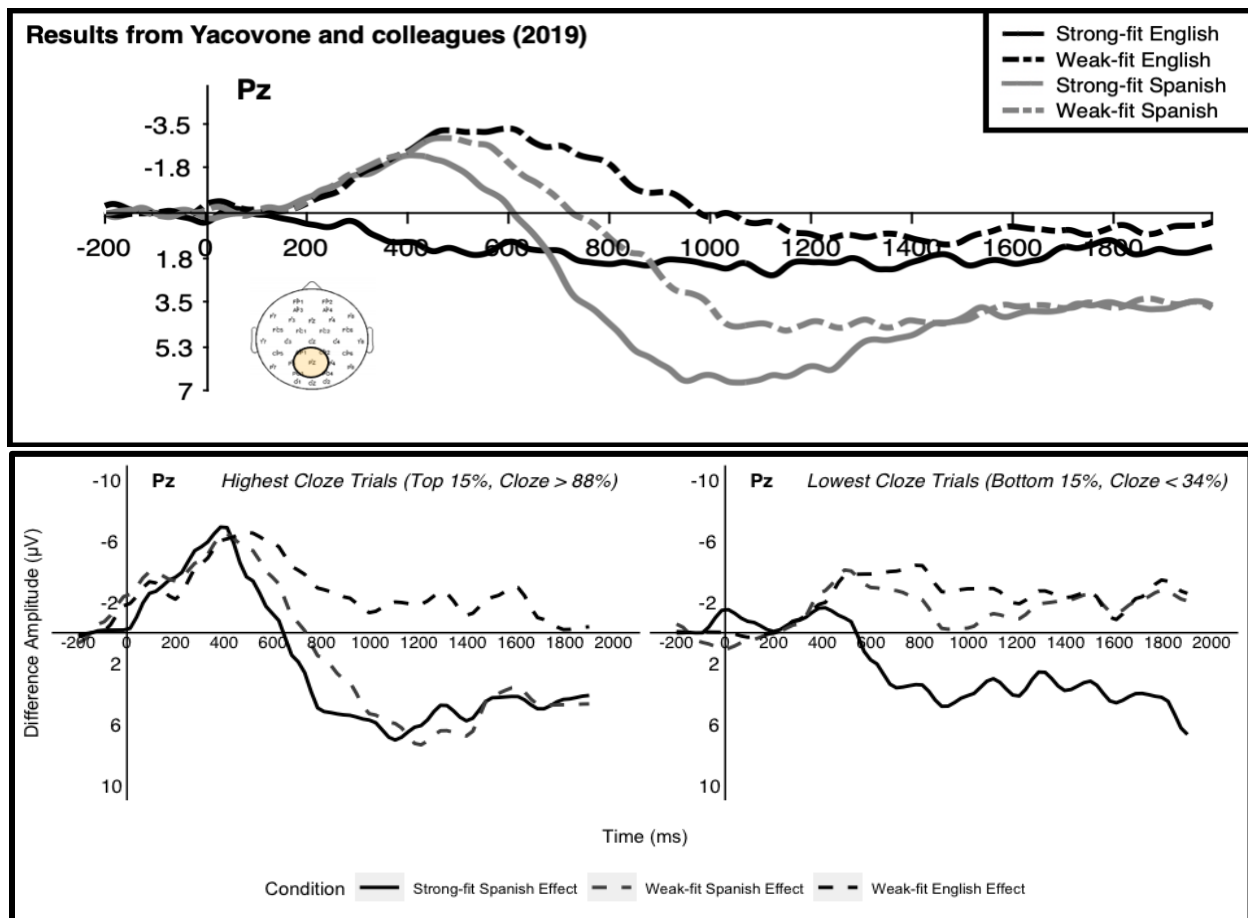 Results from Yacovone and colleagues (2019)
Strong-fit English
Weak-fit English
Strong-fit Spanish
Weak-fit Spanish
Pz
-3.5
-1.8
-200 0 200 400 600 800 1000 1200 1400 1600 1800
1.8
3.5
5.3
7
Pz Highest Cloze Trials (Top 15%, Cloze > 88%)
-10
-6
-2
-200 0 200 400 600 800 1000 1200 1400 1600 1800 2000
2
6
10
Difference Amplitude (μV)
Pz Lowest Cloze Trials (Bottom 15%, Cloze < 34%)
-10
-6
-2
-200 0 200 400 600 800 1000 1200 1400 1600 1800 2000
2
6
10
Time (ms)
Condition Strong-fit Spanish Effect Weak-fit Spanish Effect Weak-fit English Effect